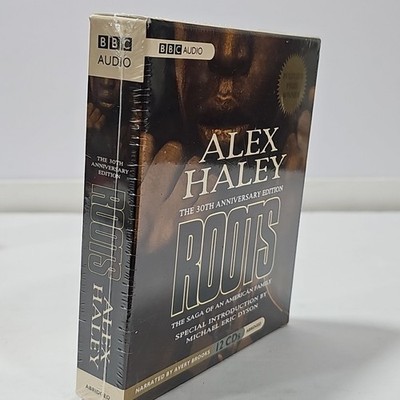 BBC
AUDIO
THE 30TH
ANNIVERSARY
EDITION
ROOTS
ALEX
HALEY
ABRIDGED
BBC AUDIO
ALEX
HALEY
THE 30TH ANNIVERSARY EDITION
ROOTS
THE SAGA OF AN AMERICAN FAMILY
SPECIAL INTRODUCTION BY
MICHAEL ERIC DYSON
NARRATED BY AVERY BROOKS